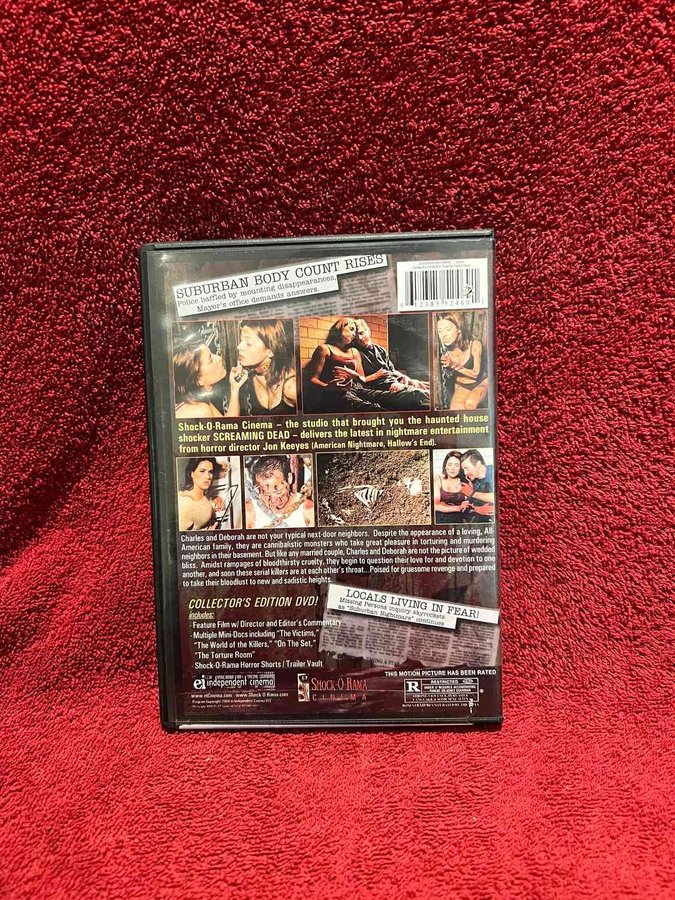 SUBURBAN BODY COUNT RISES
Police baffled by mounting disappearances,
Mayor's office demands answers.
Shock-O-Rama Cinema – the studio that brought you the haunted house
shocker SCREAMING DEAD – delivers the latest in nightmare entertainment
from horror director Jon Keeyes (American Nightmare, Hallow's End).
Charles and Deborah are not your typical next-door neighbors. Despite the appearance of a loving, All-
American family, they are cannibalistic monsters who take great pleasure in torturing and murdering
neighbors in their basement. But like any married couple, Charles and Deborah are not the picture of wedded
bliss. Amidst rampages of bloodthirsty cruelty, they begin to question their love for and devotion to one
another, and soon these serial killers are at each other's throat...Poised for gruesome revenge and prepared
to take their bloodlust to new and sadistic heights.
LOCALS LIVING IN FEAR!
Missing Persons inquiry skyrockets
as "Suburban Nightmare" continues
COLLECTOR'S EDITION DVD!
includes:
· Feature Film w/ Director and Editor's Commentary
· Multiple Mini-Docs including "The Victims,"
"The World of the Killers," "On The Set,"
"The Torture Room"
· Shock-O-Rama Horror Shorts / Trailer Vault
THIS MOTION PICTURE HAS BEEN RATED
ei independent cinema
SHOCK-O-RAMA
CINEMA
R RESTRICTED
www.eicinema.com www.Shock-O-Rama.com